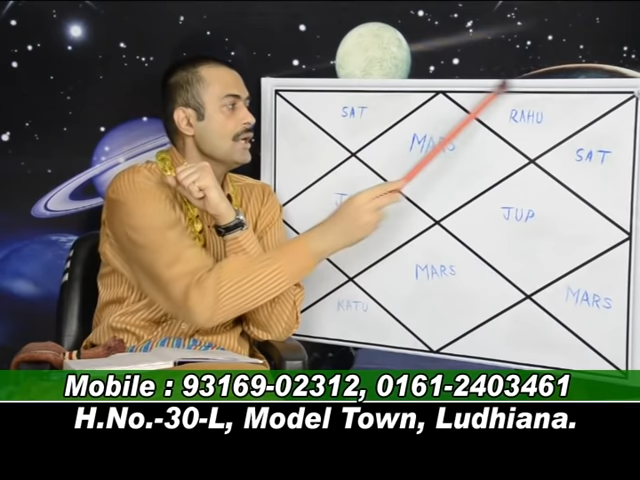 SAT
RAHU
MARS
SAT
JUP
MARS
MARS
KATU
Mobile : 93169-02312, 0161-2403461
H.No.-30-L, Model Town, Ludhiana.